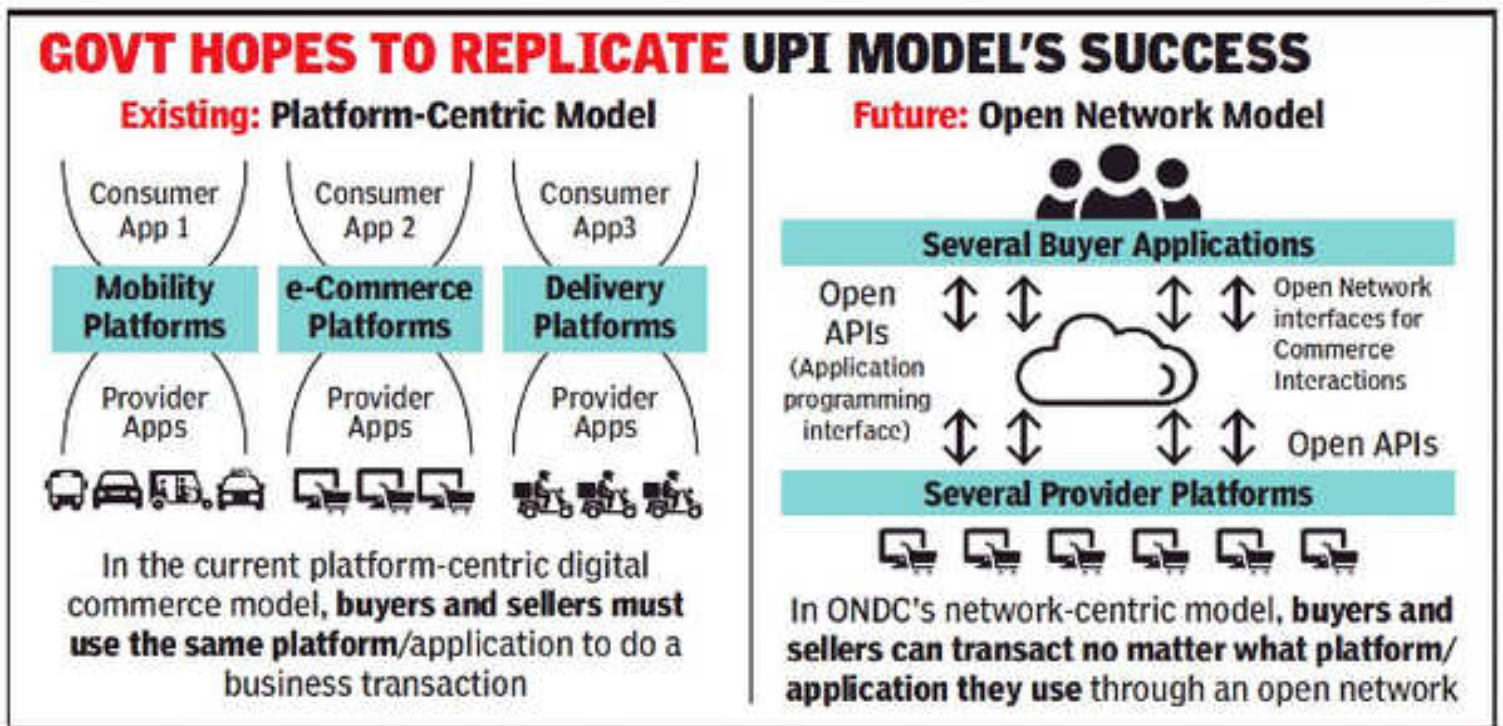 GOVT HOPES TO REPLICATE UPI MODEL'S SUCCESS
Existing: Platform-Centric Model
Consumer
App 1
Consumer
App 2
Consumer
App3
Mobility
Platforms
e-Commerce
Platforms
Delivery
Platforms
Provider
Apps
Provider
Apps
Provider
Apps
In the current platform-centric digital
commerce model, buyers and sellers must
use the same platform/application to do a
business transaction
Future: Open Network Model
Several Buyer Applications
Open
APIs
(Application
programming
interface)
Open Network
interfaces for
Commerce
Interactions
Open APIs
Several Provider Platforms
In ONDC's network-centric model, buyers and
sellers can transact no matter what platform/
application they use through an open network